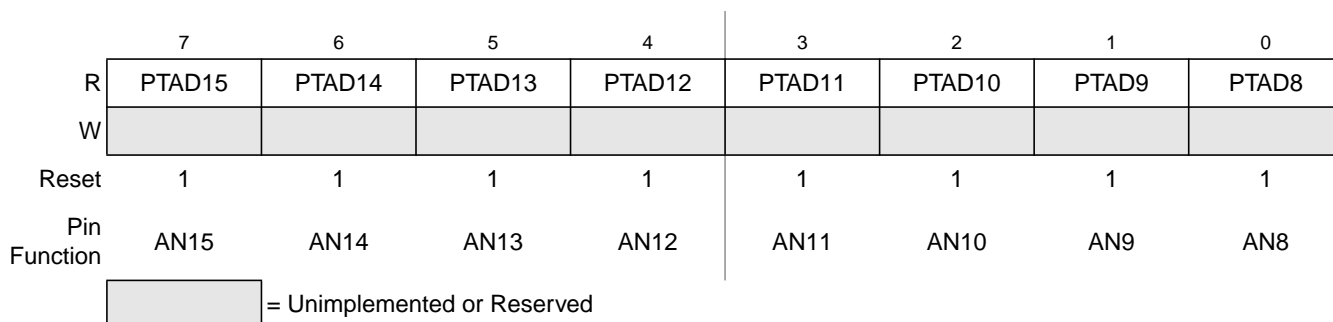 7 6 5 4 3 2 1 0
R PTAD15 PTAD14 PTAD13 PTAD12 PTAD11 PTAD10 PTAD9 PTAD8
W
Reset 1 1 1 1 1 1 1 1
Pin
Function AN15 AN14 AN13 AN12 AN11 AN10 AN9 AN8
= Unimplemented or Reserved